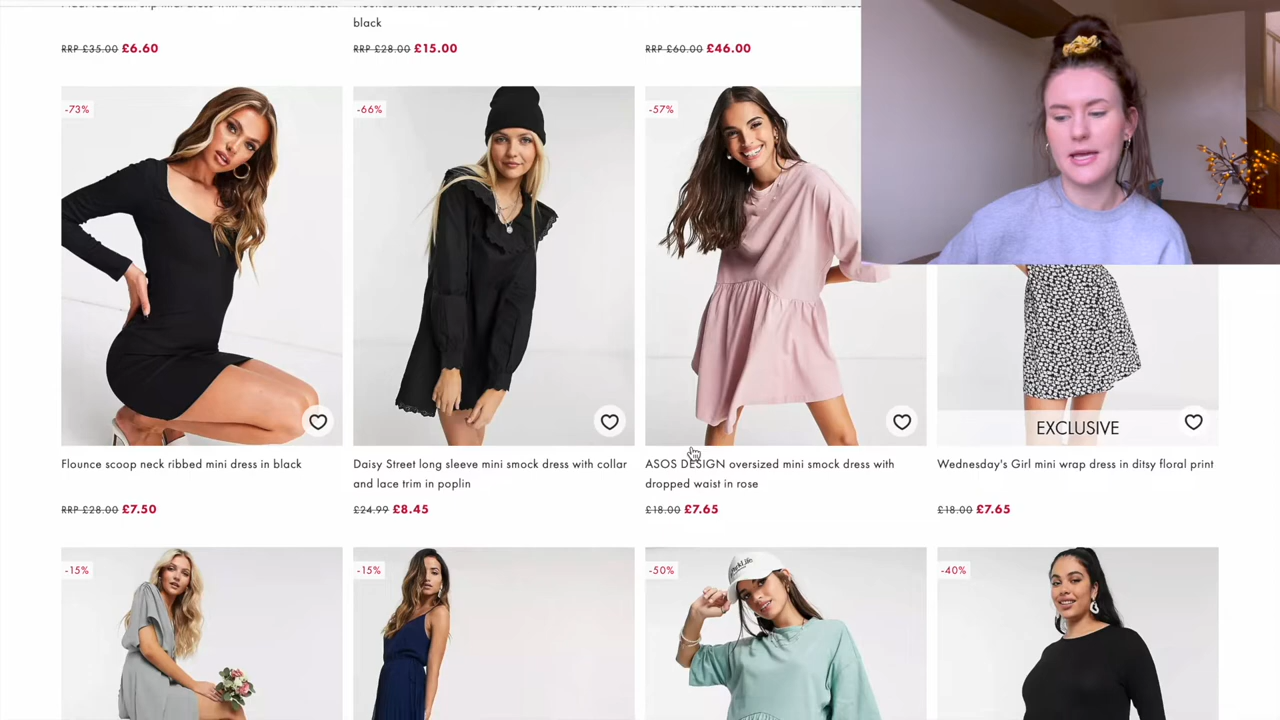 black
RRP £35.00 £6.60
RRP £28.00 £15.00
RRP £60.00 £46.00
-73%
-66%
-57%
EXCLUSIVE
Flounce scoop neck ribbed mini dress in black
Daisy Street long sleeve mini smock dress with collar
and lace trim in poplin
ASOS DESIGN oversized mini smock dress with
dropped waist in rose
Wednesday's Girl mini wrap dress in ditsy floral print
RRP £28.00 £7.50
£24.99 £8.45
£18.00 £7.65
£18.00 £7.65
-15%
-15%
-50%
-40%